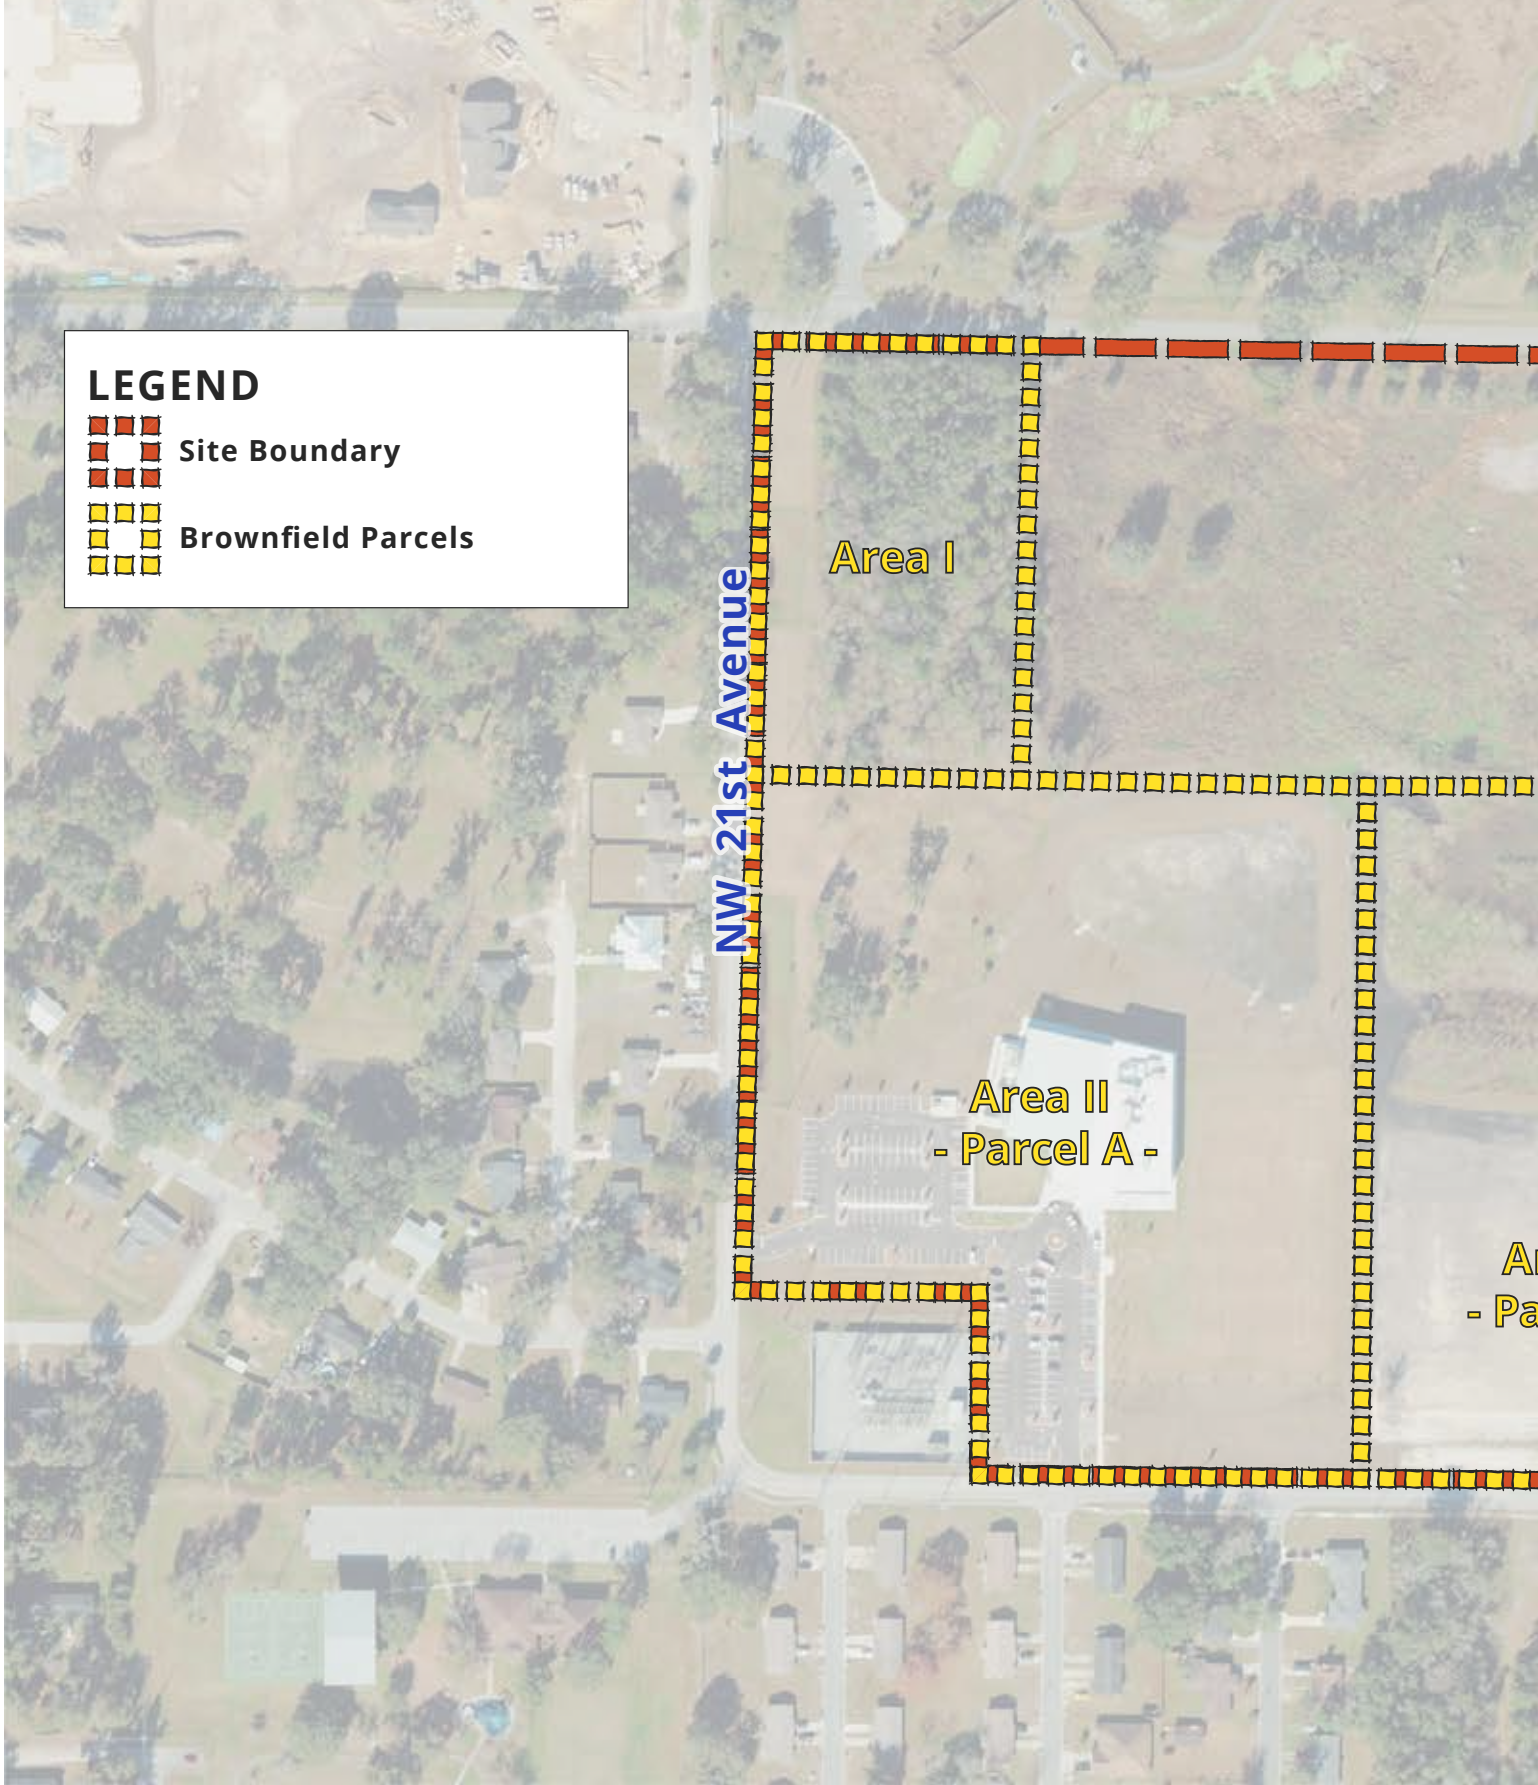 LEGEND
Site Boundary
Brownfield Parcels
Area I
NW 21st Avenue
Area II
- Parcel A -